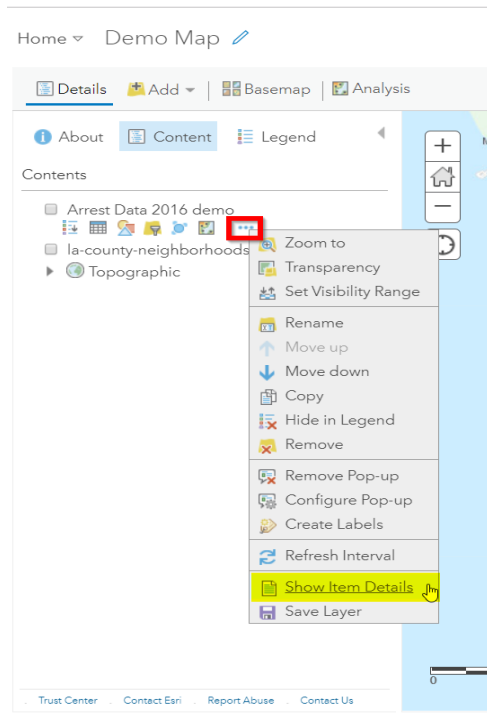 Home Demo Map
Details Add Basemap Analysis
About Content Legend
Contents
Arrest Data 2016 demo
la-county-neighborhoods
Topographic
Zoom to
Transparency
Set Visibility Range
Rename
Move up
Move down
Copy
Hide in Legend
Remove
Remove Pop-up
Configure Pop-up
Create Labels
Refresh Interval
Show Item Details
Save Layer
0
Trust Center Contact Esri Report Abuse Contact Us